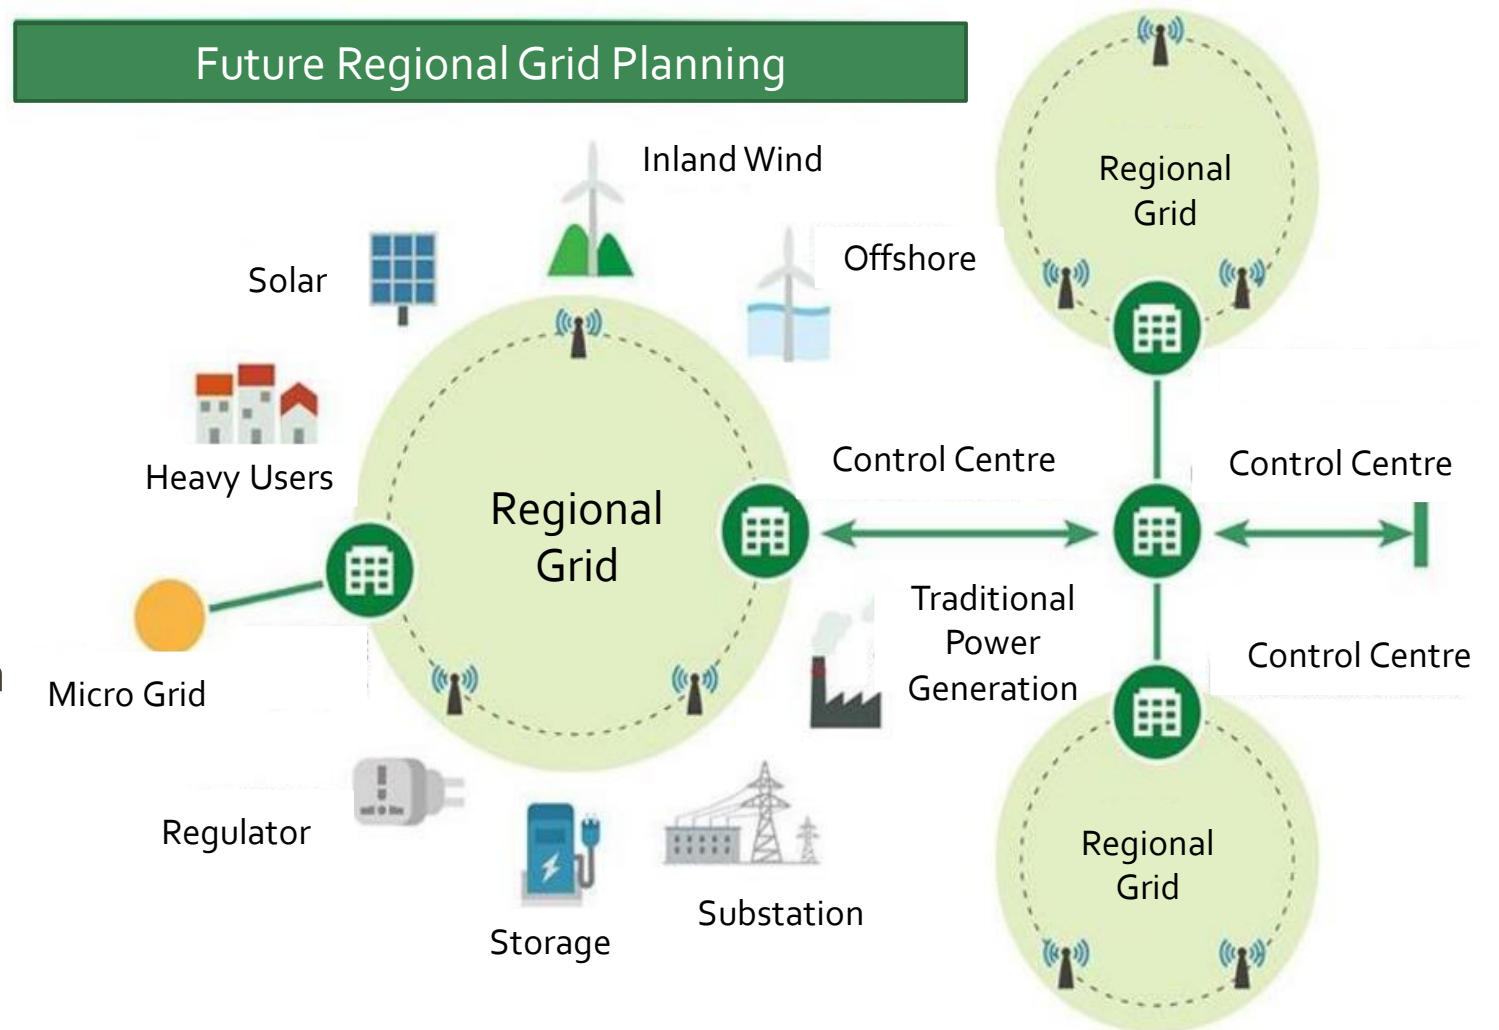 Future Regional Grid Planning
Inland Wind
Regional
Grid
Offshore
Solar
Control Centre
Control Centre
Heavy Users
Regional
Grid
Traditional
Power
Generation
Control Centre
Micro Grid
Regulator
Regional
Grid
Substation
Storage